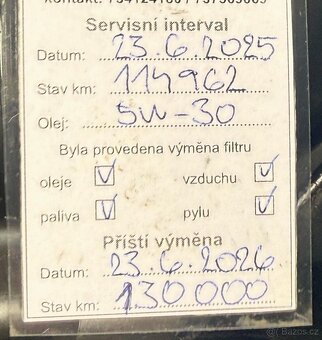 Servisní interval
Datum: 23.6.2025
Stav km: 114962
Olej: 5W-30
Byla provedena výměna filtru
oleje ☑ vzduchu ☑
paliva ☑ pylu ☑
Příští výměna
Datum: 23.6.2026
Stav km: 130000
Bazos.cz